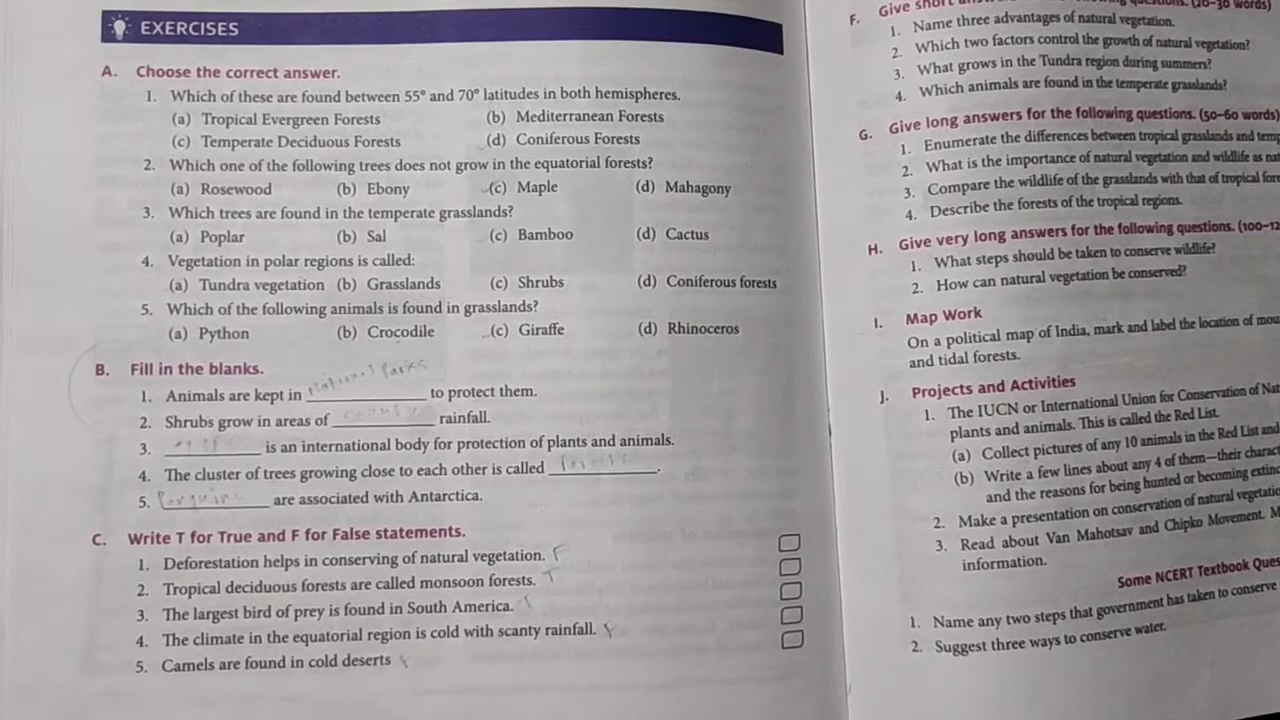 EXERCISES
A. Choose the correct answer.
1. Which of these are found between 55° and 70° latitudes in both hemispheres.
(a) Tropical Evergreen Forests (b) Mediterranean Forests
(c) Temperate Deciduous Forests (d) Coniferous Forests
2. Which one of the following trees does not grow in the equatorial forests?
(a) Rosewood (b) Ebony (c) Maple (d) Mahagony
3. Which trees are found in the temperate grasslands?
(a) Poplar (b) Sal (c) Bamboo (d) Cactus
4. Vegetation in polar regions is called:
(a) Tundra vegetation (b) Grasslands (c) Shrubs (d) Coniferous forests
5. Which of the following animals is found in grasslands?
(a) Python (b) Crocodile (c) Giraffe (d) Rhinoceros
B. Fill in the blanks.
1. Animals are kept in National Parks to protect them.
2. Shrubs grow in areas of rainfall.
3. is an international body for protection of plants and animals.
4. The cluster of trees growing close to each other is called
5. Penguins are associated with Antarctica.
C. Write T for True and F for False statements.
1. Deforestation helps in conserving of natural vegetation. F
2. Tropical deciduous forests are called monsoon forests. T
3. The largest bird of prey is found in South America. T
4. The climate in the equatorial region is cold with scanty rainfall.
5. Camels are found in cold deserts
F. Give short questions. (20-30 words)
1. Name three advantages of natural vegetation.
2. Which two factors control the growth of natural vegetation?
3. What grows in the Tundra region during summers?
4. Which animals are found in the temperate grasslands?
G. Give long answers for the following questions. (50–60 words)
1. Enumerate the differences between tropical grasslands and
2. What is the importance of natural vegetation and wildlife as
3. Compare the wildlife of the grasslands with that of tropical
4. Describe the forests of the tropical regions.
H. Give very long answers for the following questions. (100–12
1. What steps should be taken to conserve wildlife?
2. How can natural vegetation be conserved?
I. Map Work
On a political map of India, mark and label the location of
and tidal forests.
J. Projects and Activities
1. The IUCN or International Union for Conservation of
plants and animals. This is called the Red List.
(a) Collect pictures of any 10 animals in the Red List and
(b) Write a few lines about any 4 of them—their
and the reasons for being hunted or becoming
2. Make a presentation on conservation of natural
3. Read about Van Mahotsav and Chipko Movement.
information.
Some NCERT Textbook
1. Name any two steps that government has taken to conserve
2. Suggest three ways to conserve water.